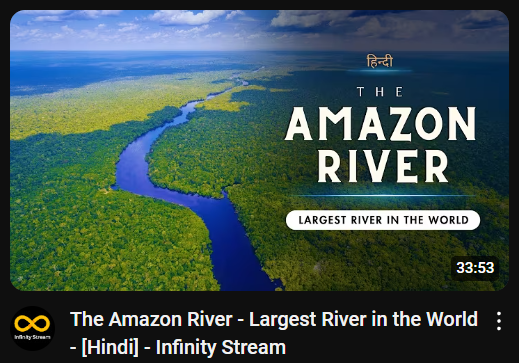 हिन्दी
THE
AMAZON
RIVER
LARGEST RIVER IN THE WORLD
33:53
Infinity Stream
The Amazon River - Largest River in the World
- [Hindi] - Infinity Stream